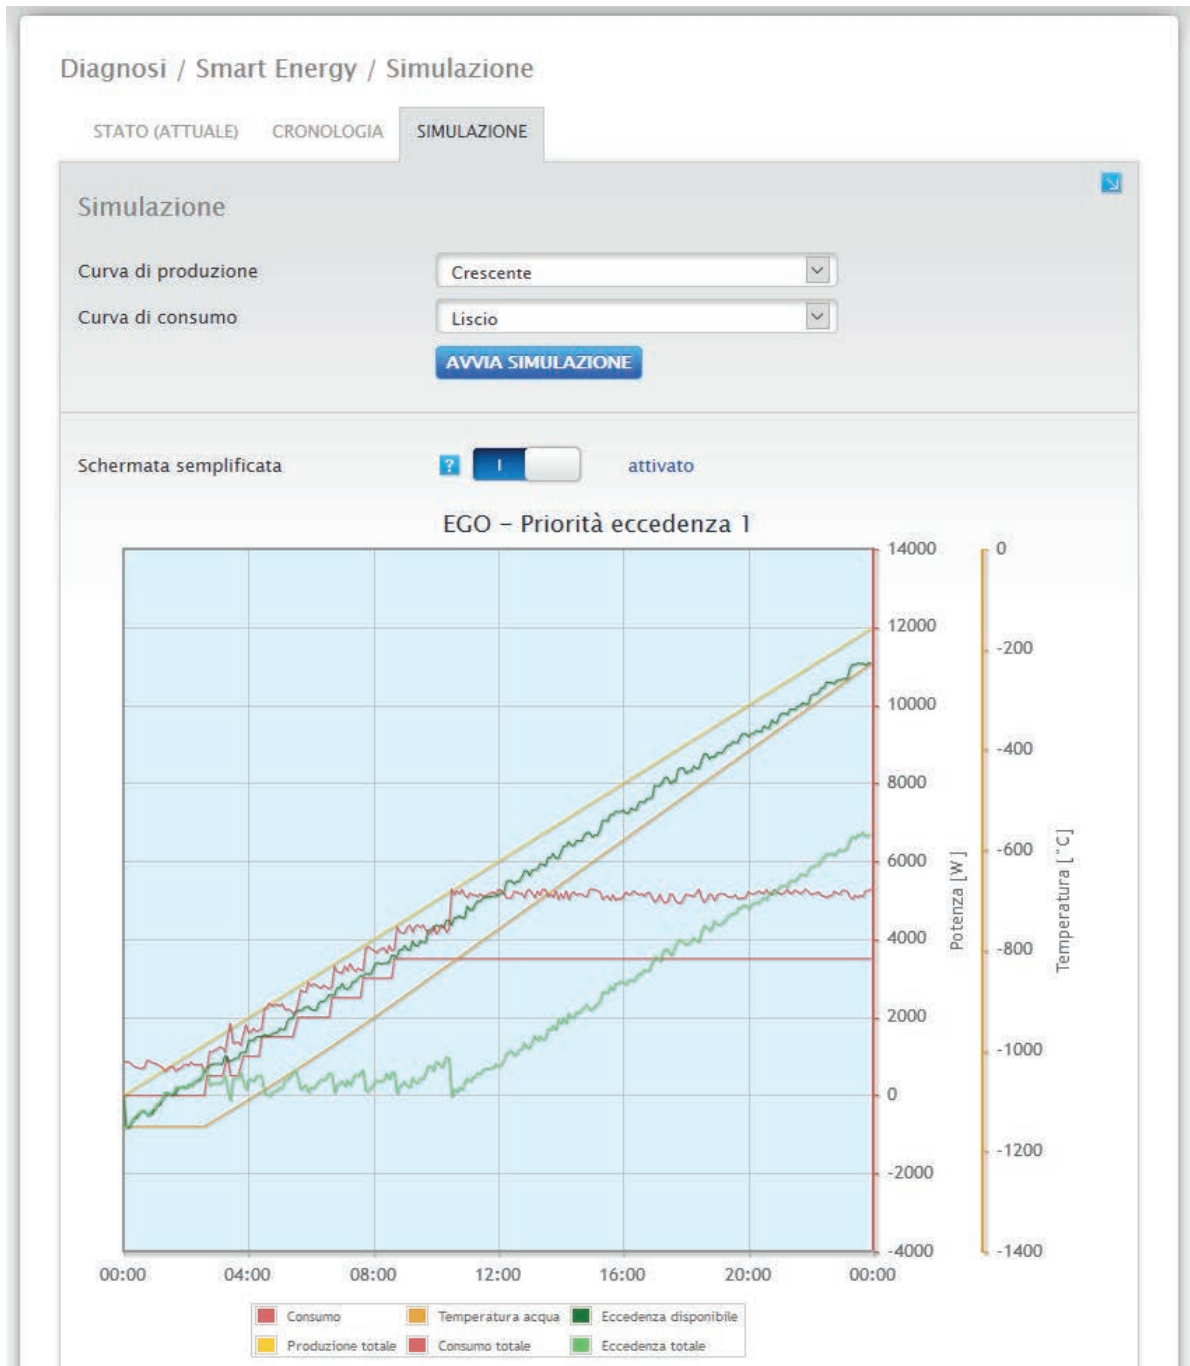 Diagnosi / Smart Energy / Simulazione
STATO (ATTUALE) CRONOLOGIA SIMULAZIONE
Simulazione
Curva di produzione Crescente
Curva di consumo Liscio
AVVIA SIMULAZIONE
Schermata semplificata ? I attivato
EGO – Priorità eccedenza 1
14000 0
12000
-200
10000
-400
8000
-600
6000
Potenza [W]
Temperatura [°C]
4000
-800
2000
-1000
0
-1200
-2000
-4000 -1400
00:00 04:00 08:00 12:00 16:00 20:00 00:00
Consumo Temperatura acqua Eccedenza disponibile
Produzione totale Consumo totale Eccedenza totale